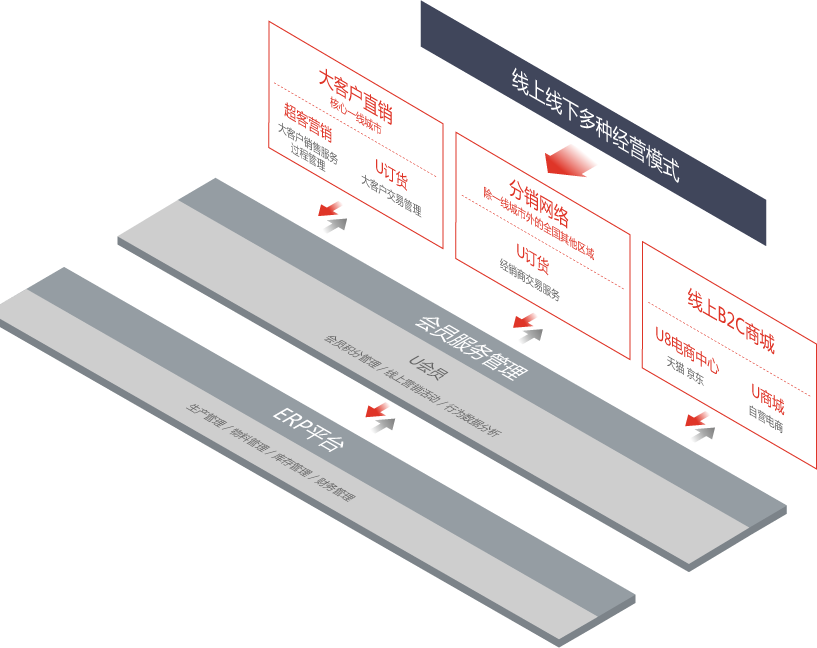 线上线下多种经营模式
大客户直销
核心一线城市
超客营销
大客户销售服务
过程管理
U订货
大客户交易管理
分销网络
除一线城市外的全国其他区域
U订货
经销商交易服务
线上B2C商城
U8电商中心
天猫 京东
U商城
自营电商
会员服务管理
U会员
会员积分管理 / 线上营销活动 / 行为数据分析
ERP平台
生产管理 / 物料管理 / 库存管理 / 财务管理